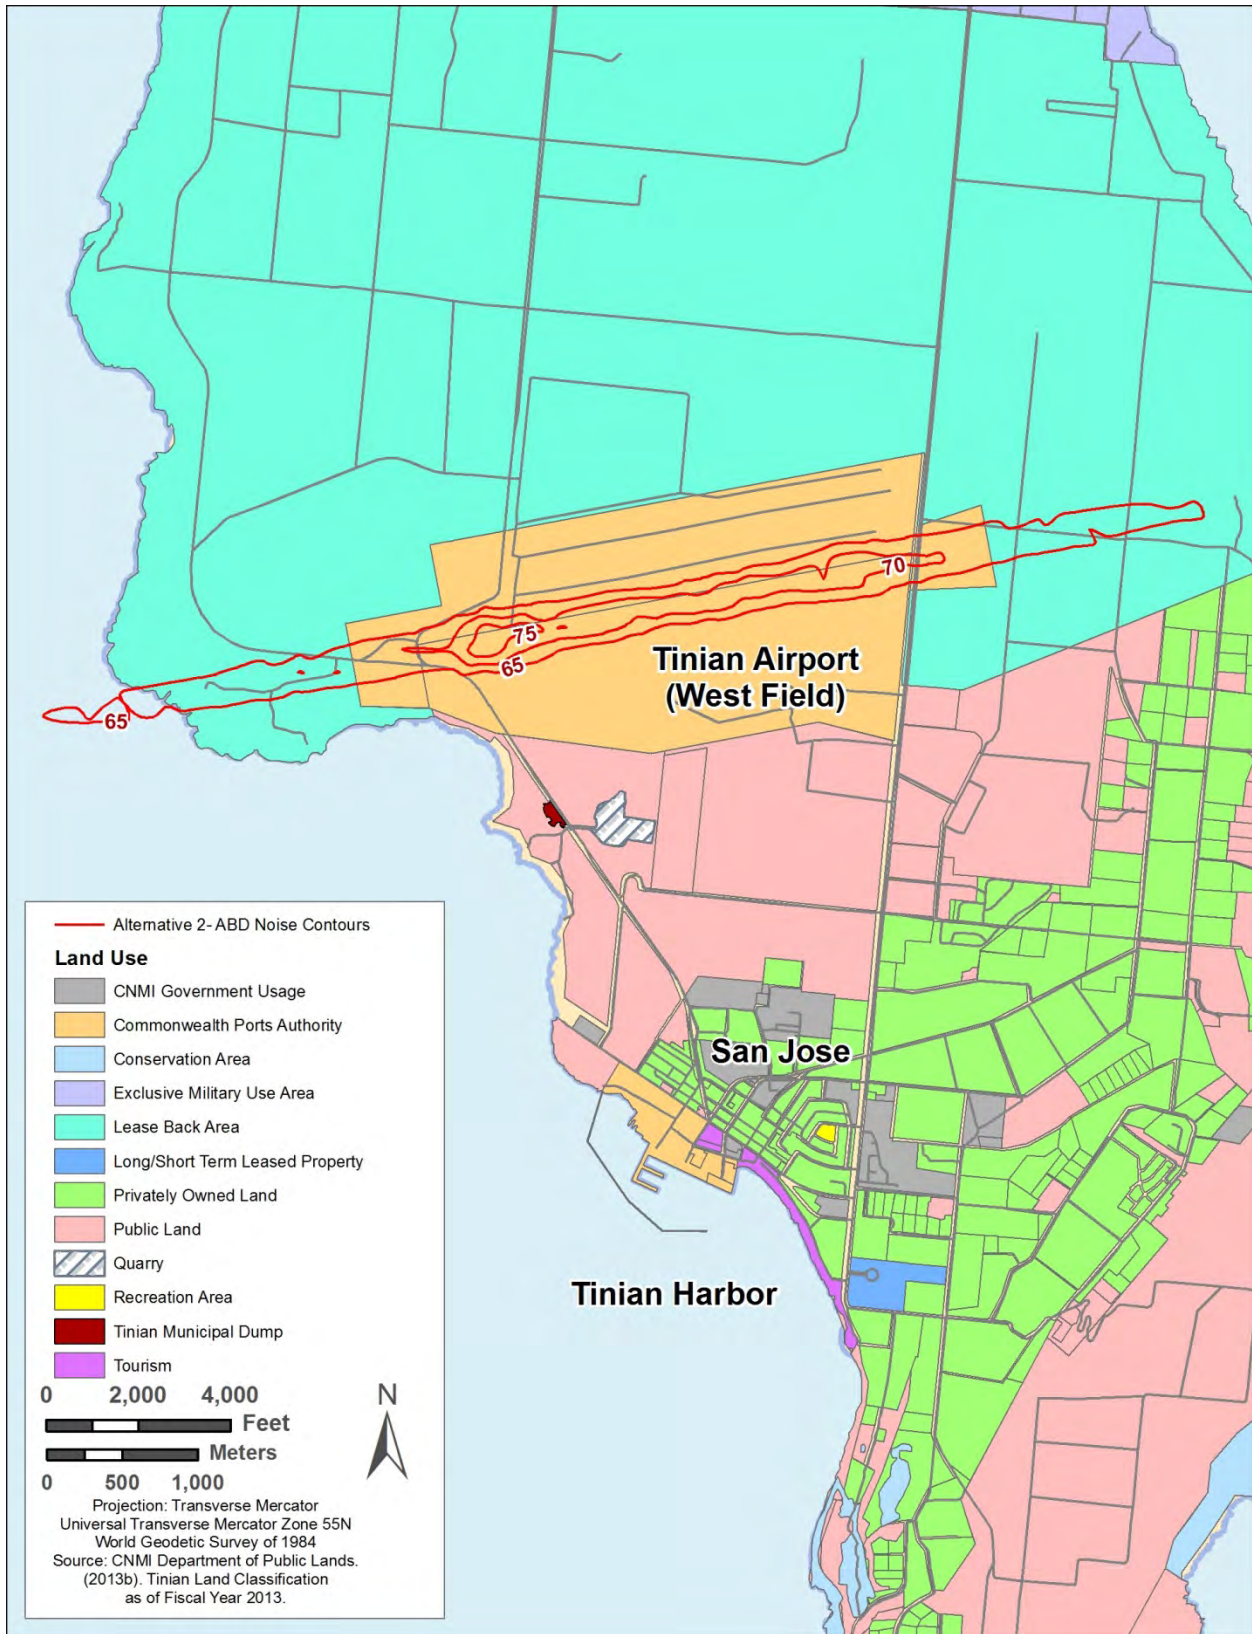 70
75
65
65
Tinian Airport
(West Field)
San Jose
Tinian Harbor
Alternative 2- ABD Noise Contours
Land Use
CNMI Government Usage
Commonwealth Ports Authority
Conservation Area
Exclusive Military Use Area
Lease Back Area
Long/Short Term Leased Property
Privately Owned Land
Public Land
Quarry
Recreation Area
Tinian Municipal Dump
Tourism
0 2,000 4,000
Feet
Meters
0 500 1,000
N
Projection: Transverse Mercator
Universal Transverse Mercator Zone 55N
World Geodetic Survey of 1984
Source: CNMI Department of Public Lands.
(2013b). Tinian Land Classification
as of Fiscal Year 2013.